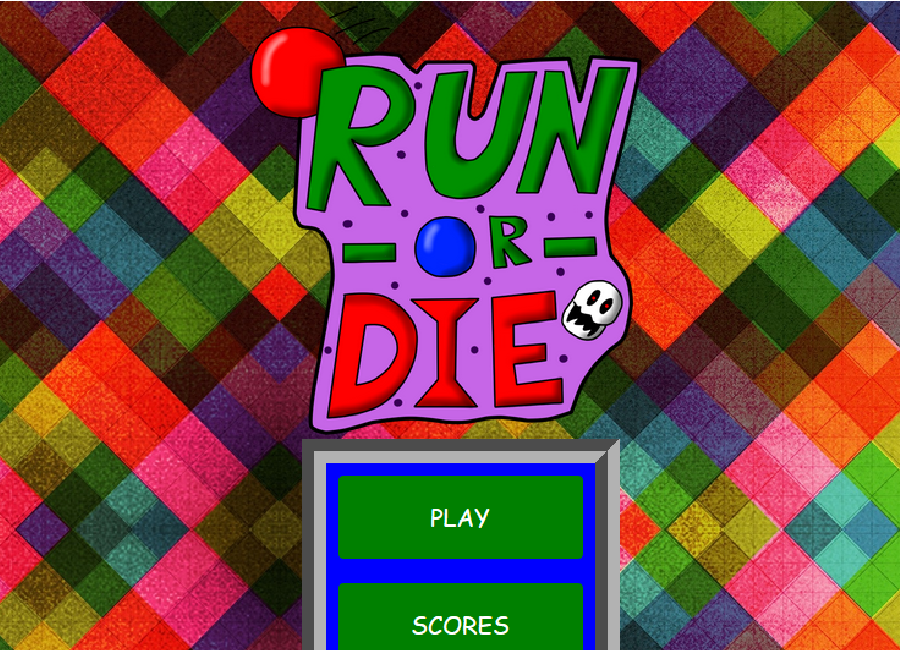 RUN
- OR -
DIE
PLAY
SCORES